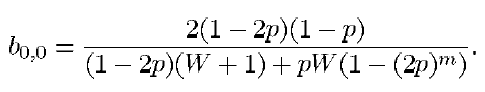 b_{0,0} = \frac{2(1 - 2p)(1 - p)}{(1 - 2p)(W + 1) + pW(1 - (2p)^m)}.